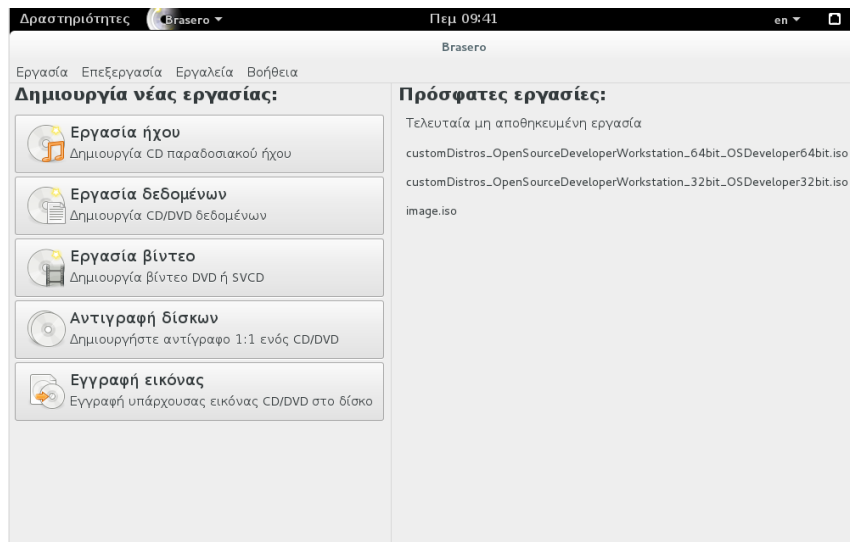 Δραστηριότητες Brasero Πεμ 09:41 en
Brasero
Εργασία Επεξεργασία Εργαλεία Βοήθεια
Δημιουργία νέας εργασίας:
Εργασία ήχου
Δημιουργία CD παραδοσιακού ήχου
Εργασία δεδομένων
Δημιουργία CD/DVD δεδομένων
Εργασία βίντεο
Δημιουργία βίντεο DVD ή SVCD
Αντιγραφή δίσκων
Δημιουργήστε αντίγραφο 1:1 ενός CD/DVD
Εγγραφή εικόνας
Εγγραφή υπάρχουσας εικόνας CD/DVD στο δίσκο
Πρόσφατες εργασίες:
Τελευταία μη αποθηκευμένη εργασία
customDistros_OpenSourceDeveloperWorkstation_64bit_OSDeveloper64bit.iso
customDistros_OpenSourceDeveloperWorkstation_32bit_OSDeveloper32bit.iso
image.iso